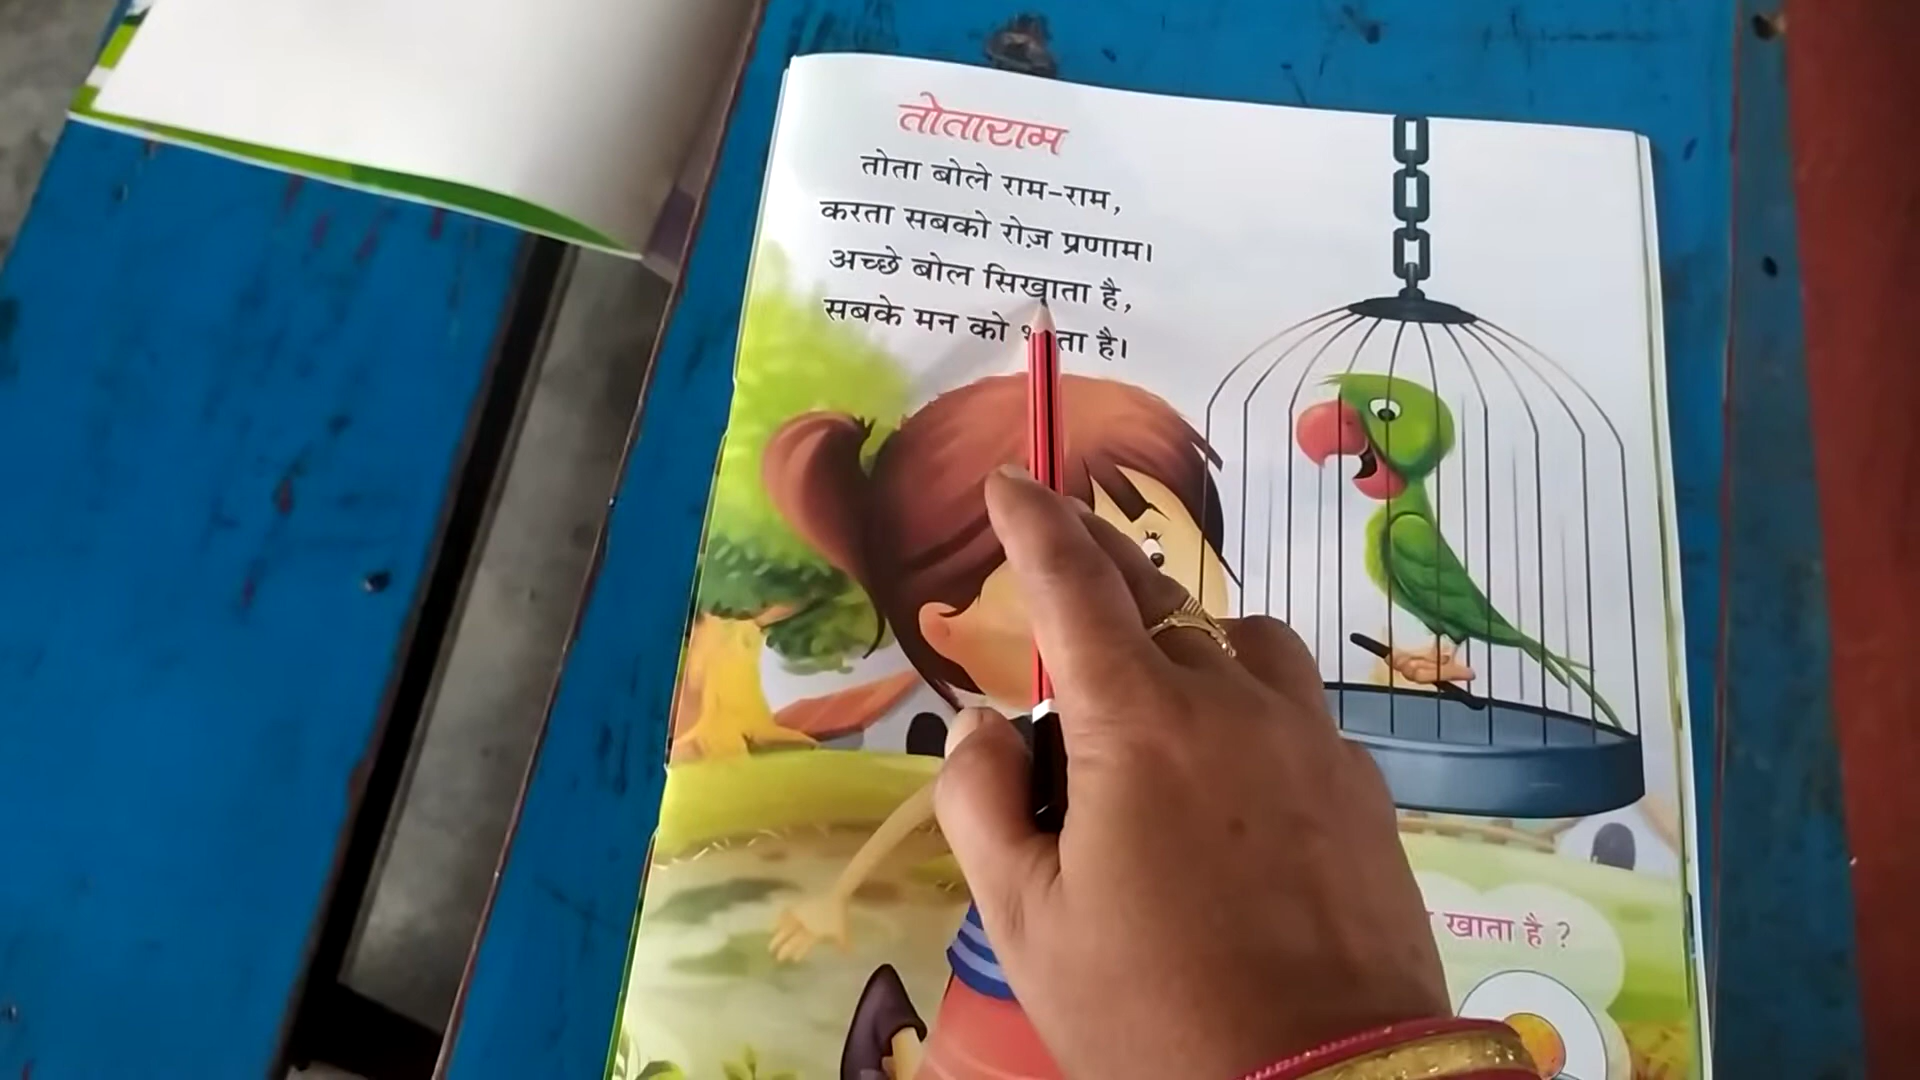 तोताराम
तोता बोले राम-राम,
करता सबको रोज़ प्रणाम।
अच्छे बोल सिखाता है,
सबके मन को है।
खाता है ?